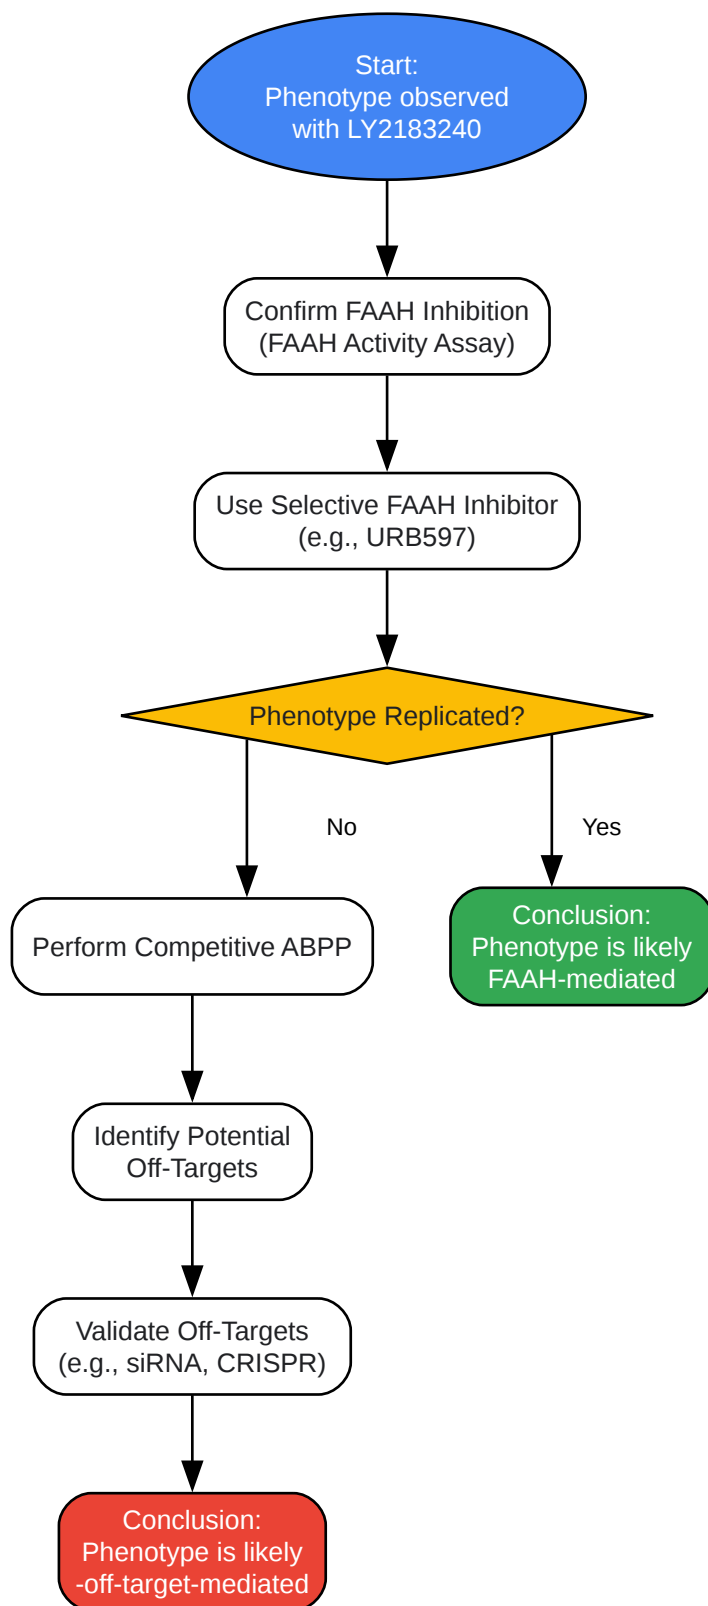 Start:
Phenotype observed
with LY2183240
Confirm FAAH Inhibition
(FAAH Activity Assay)
Use Selective FAAH Inhibitor
(e.g., URB597)
Phenotype Replicated?
No
Yes
Perform Competitive ABPP
Conclusion:
Phenotype is likely
FAAH-mediated
Identify Potential
Off-Targets
Validate Off-Targets
(e.g., siRNA, CRISPR)
Conclusion:
Phenotype is likely
-off-target-mediated